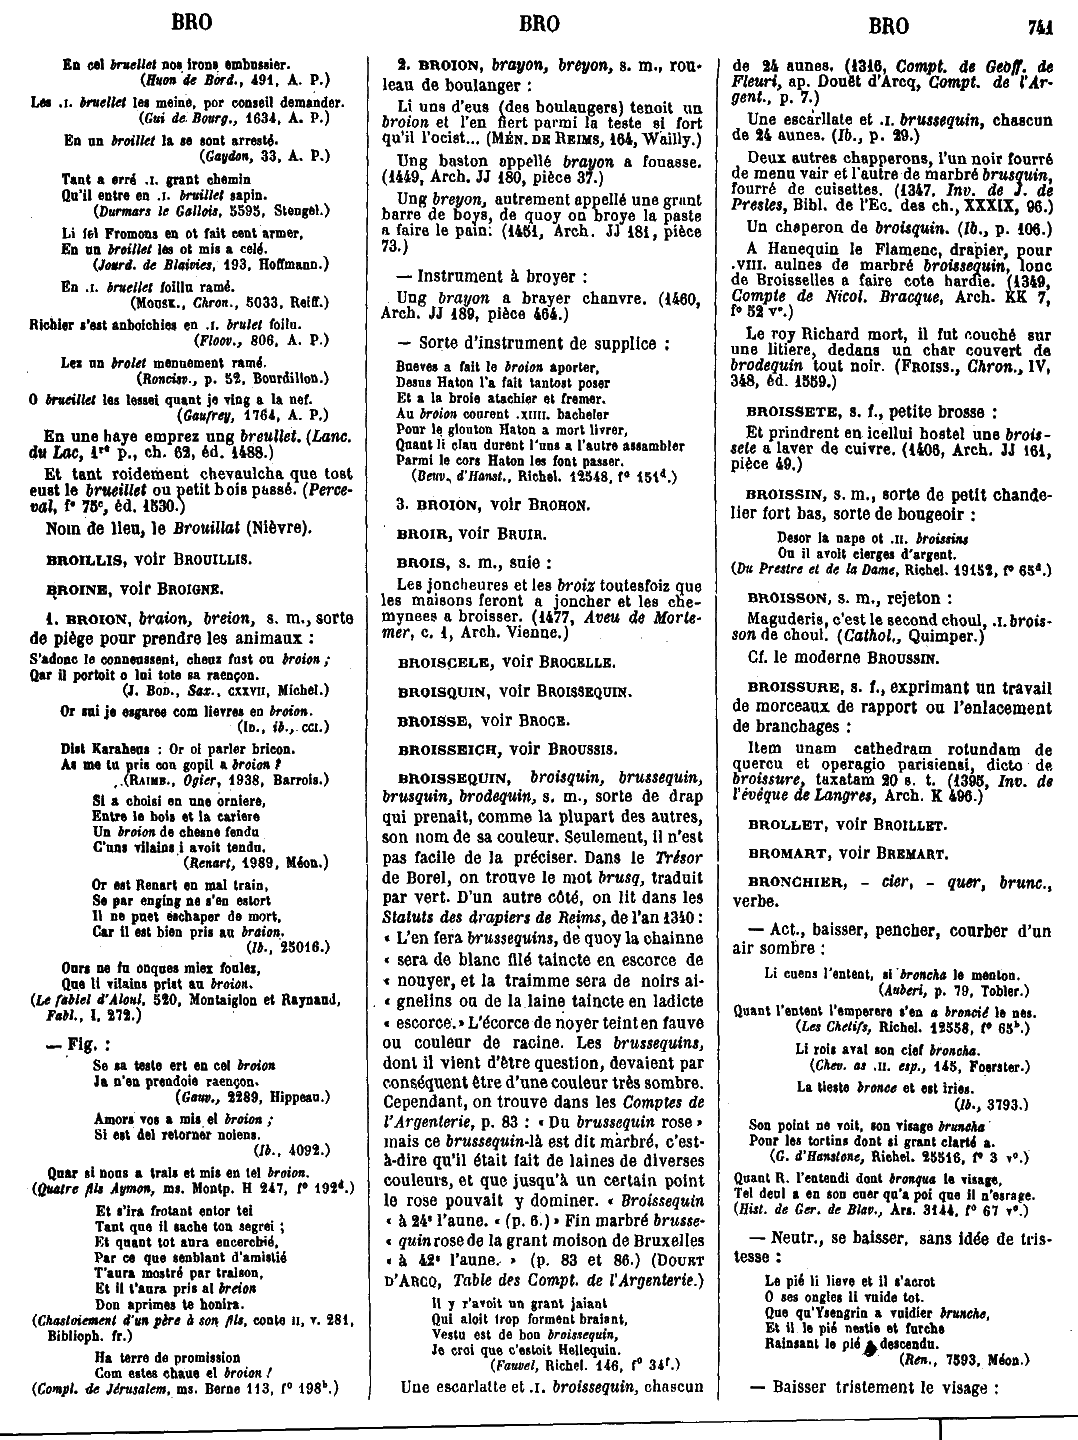 BRO
BRO
BRO
741
En cel bruellet nos irons embussier.
(Huon de Bord., 491, A. P.)
Les .I. bruellet les meine, por conseil demander.
(Gui de Bourg., 1634, A. P.)
En un broillet la se sont arresté.
(Gaydon, 33, A. P.)
Tant a erré .I. grant chemin
Qu'il entre en .I. bruillet sapin.
(Durmars le Gallois, 5595, Stengel.)
Li fel Fromons en ot fait cent armer,
En un broillet les ot mis a celé.
(Jourd. de Blaivies, 193, Hoffmann.)
En .I. bruellet foillu ramé.
(Mousk., Chron., 5033, Reiff.)
Richier s'est anboichies en .I. brulet foilu.
(Floov., 806, A. P.)
Lez un brolet menuement ramé.
(Roncisv., p. 52, Bourdillon.)
O brueillet les lessei quant je ving a la nef.
(Gaufrey, 1764, A. P.)
En une haye emprez ung breullet. (Lanc.
du Lac, 1re p., ch. 62, éd. 1488.)
Et tant roidement chevaulcha que tost
eust le brueillet ou petit bois passé. (Perce-
val, f° 75c, éd. 1530.)
Nom de lieu, le Brouillat (Nièvre).
BROILLIS, voir BROUILLIS.
BROINE, voir BROIGNE.
1. BROION, braion, breion, s. m., sorte
de piège pour prendre les animaux :
S'adonc le conneussent, cheuz fust ou broion ;
Qar il portoit o lui tote sa raençon.
(J. BOD., Sax., CXXVII, Michel.)
Or sui je esgaree com lievres en broion.
(ID., ib., CCI.)
Dist Karaheus : Or oi parler bricon.
As me tu pris con gopil a broion ?
(RAIMB., Ogier, 1938, Barrois.)
Si a choisi en une orniere,
Entre le bois et la cariere
Un broion de chesne fendu
C'uns vilains i avoit tendu.
(Renart, 1989, Méon.)
Or est Renart en mal train,
Se par enging ne s'en estort
Il ne puet eschaper de mort,
Car il est bien pris au braion.
(Ib., 25016.)
Ours ne fu onques miex foulez,
Que li vilains prist au broion.
(Le fablel d'Aloul, 520, Montaiglon et Raynaud,
Fabl., I, 272.)
— Fig. :
Se sa teste ert en cel broion
Ja n'en prendoie raençon.
(Gauv., 2289, Hippeau.)
Amors vos a mis el broion ;
Si est del retorner noiens.
(Ib., 4092.)
Quar si nous a trais et mis en tel broion.
(Quatre fils Aymon, ms. Montp. H 247, f° 192d.)
Et s'ira frotant entor tei
Tant que il sache ton segrei ;
Et quant tot aura encerchié,
Par ce que senblant d'amistié
T'aura mostré par traison,
Et il t'aura pris al breion
Don aprimes te honira.
(Chastoiement d'un père à son fils, conte II, v. 281,
Biblioph. fr.)
Ha terre de promission
Com estes chaue el broion !
(Compl. de Jérusalem, ms. Berne 113, f° 198b.)
2. BROION, brayon, breyon, s. m., rou-
leau de boulanger :
Li uns d'eus (des boulangers) tenoit un
broion et l'en fiert parmi la teste si fort
qu'il l'ocist... (MÉN. DE REIMS, 164, Wailly.)
Ung baston appellé brayon a fouasse.
(1449, Arch. JJ 180, pièce 37.)
Ung breyon, autrement appellé une grant
barre de boys, de quoy on broye la paste
a faire le pain. (1451, Arch. JJ 181, pièce
73.)
— Instrument à broyer :
Ung brayon a brayer chanvre. (1460,
Arch. JJ 189, pièce 464.)
— Sorte d'instrument de supplice :
Bueves a fait le broion aporter,
Desus Haton l'a fait tantost poser
Et a la broie atachier et fremer.
Au broion courent .XIIII. bacheler
Pour le glouton Haton a mort livrer,
Quant li clau durent l'uns a l'autre assambler
Parmi le cors Haton les font passer.
(Beuv. d'Hanst., Richel. 12548, f° 151d.)
3. BROION, voir BROHON.
BROIR, voir BRUIR.
BROIS, s. m., suie :
Les joncheures et les broiz toutesfoiz que
les maisons feront a joncher et les che-
mynees a broisser. (1477, Aveu de Morte-
mer, c. 1, Arch. Vienne.)
BROISCELE, voir BROCELLE.
BROISQUIN, voir BROISSEQUIN.
BROISSE, voir BROCE.
BROISSEICH, voir BROUSSIS.
BROISSEQUIN, broisquin, brussequin,
brusquin, brodequin, s. m., sorte de drap
qui prenait, comme la plupart des autres,
son nom de sa couleur. Seulement, il n'est
pas facile de la préciser. Dans le Trésor
de Borel, on trouve le mot brusq, traduit
par vert. D'un autre côté, on lit dans les
Statuts des drapiers de Reims, de l'an 1340 :
« L'en fera brussequins, de quoy la chainne
« sera de blanc filé taincte en escorce de
« nouyer, et la traimme sera de noirs ai-
« gnelins ou de la laine taincte en ladicte
« escorce. » L'écorce de noyer teint en fauve
ou couleur de racine. Les brussequins,
dont il vient d'être question, devaient par
conséquent être d'une couleur très sombre.
Cependant, on trouve dans les Comptes de
l'Argenterie, p. 83 : « Du brussequin rose »
mais ce brussequin-là est dit marbré, c'est-
à-dire qu'il était fait de laines de diverses
couleurs, et que jusqu'à un certain point
le rose pouvait y dominer. « Broissequin
« à 24s l'aune. « (p. 6.) » Fin marbré brusse-
« quin rose de la grant moison de Bruxelles
« à 42s l'aune. » (p. 83 et 86.) (DOUET
D'ARCQ, Table des Compt. de l'Argenterie.)
Il y r'avoit un grant jaiant
Qui aloit trop forment braiant,
Vestu est de bon broissequin,
Je croi que c'estoit Hellequin.
(Fauvel, Richel. 146, f° 34f.)
Une escarlatte et .I. broissequin, chascun
de 24 aunes. (1316, Compt. de Geoff. de
Fleuri, ap. Douët d'Arcq, Compt. de l'Ar-
gent., p. 7.)
Une escarllate et .I. brussequin, chascun
de 24 aunes. (Ib., p. 29.)
Deux autres chapperons, l'un noir fourré
de menu vair et l'autre de marbré brusquin,
fourré de cuisettes. (1347, Inv. de J. de
Presles, Bibl. de l'Ec. des ch., XXXIX, 96.)
Un chaperon de broisquin. (Ib., p. 106.)
A Hanequin le Flamenc, drapier, pour
.VIII. aulnes de marbré broissequin, lonc
de Broisselles a faire cote hardie. (1349,
Compte de Nicol. Bracque, Arch. KK 7,
f° 52 v°.)
Le roy Richard mort, il fut couché sur
une litiere, dedans un char couvert de
brodequin tout noir. (FROISS., Chron., IV,
348, éd. 1559.)
BROISSETE, s. f., petite brosse :
Et prindrent en icellui hostel une brois-
sete a laver de cuivre. (1406, Arch. JJ 161,
pièce 49.)
BROISSIN, s. m., sorte de petit chande-
lier fort bas, sorte de bougeoir :
Desor la nape ot .II. broissins
Ou il avoit cierges d'argent.
(Du Prestre et de la Dame, Richel. 19152, f° 65d.)
BROISSON, s. m., rejeton :
Maguderis, c'est le second choul, .I. brois-
son de choul. (Cathol., Quimper.)
Cf. le moderne BROUSSIN.
BROISSURE, s. f., exprimant un travail
de morceaux de rapport ou l'enlacement
de branchages :
Item unam cathedram rotundam de
quercu et operagio parisiensi, dicto de
broissure, taxatam 20 s. t. (1395, Inv. de
l'évêque de Langres, Arch. K 496.)
BROLLET, voir BROILLET.
BROMART, voir BREMART.
BRONCHIER, - cier, - quer, brunc.,
verbe.
— Act., baisser, pencher, courber d'un
air sombre :
Li cuens l'entent, si broncha le menton.
(Auberi, p. 79, Tobler.)
Quant l'entent l'emperere s'en a broncié le nes.
(Les Chetifs, Richel. 12558, f° 65b.)
Li rois aval son cief broncha.
(Chev. as .II. esp., 145, Foerster.)
La tieste bronce et est iries.
(Ib., 3793.)
Son point ne voit, son visage bruncha
Pour les tortins dont si grant clarté a.
(G. d'Hanstone, Richel. 25516, f° 3 v°.)
Quant R. l'entendi dont bronqua le visage,
Tel deul a en son cuer qu'a poi que il n'esrage.
(Hist. de Ger. de Blav., Ars. 3144, f° 67 v°.)
— Neutr., se baisser, sans idée de tris-
tesse :
Le pié li lieve et il s'acrot
O ses ongles li vuide tot.
Que qu'Ysengrin a vuidier brunche,
Et il le pié nestie et furche
Rainsant le pié descendu.
(Ren., 7593, Méon.)
— Baisser tristement le visage :